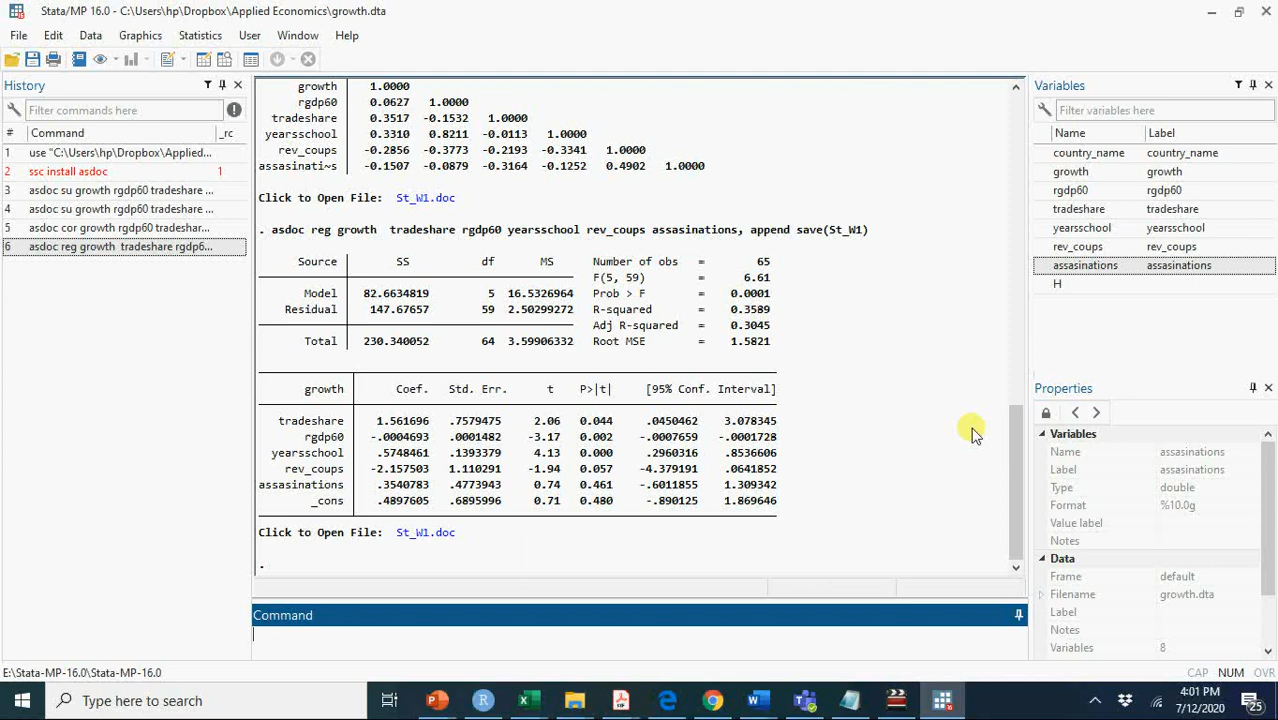 Stata/MP 16.0 - C:\Users\hp\Dropbox\Applied Economics\growth.dta
File Edit Data Graphics Statistics User Window Help
History
Filter commands here
# Command _rc
1 use "C:\Users\hp\Dropbox\Applied...
2 ssc install asdoc 1
3 asdoc su growth rgdp60 tradeshare ...
4 asdoc su growth rgdp60 tradeshare ...
5 asdoc cor growth rgdp60 tradeshar...
6 asdoc reg growth  tradeshare rgdp6...
growth 1.0000
rgdp60 0.0627 1.0000
tradeshare 0.3517 0.1532 1.0000
yearsschool 0.3310 0.8211 -0.0113 1.0000
rev_coups -0.2856 -0.3773 -0.2193 -0.3341 1.0000
assasinati~s -0.1507 -0.0879 -0.3164 -0.1252 0.4902 1.0000
Click to Open File:  St_W1.doc
. asdoc reg growth  tradeshare rgdp60 yearsschool rev_coups assasinations, append save(St_W1)
Source SS df MS Number of obs = 65
F(5, 59) = 6.61
Model 82.6634819 5 16.5326964 Prob > F = 0.0001
Residual 147.67657 59 2.50299272 R-squared = 0.3589
Adj R-squared = 0.3045
Total 230.340052 64 3.59906332 Root MSE = 1.5821
growth Coef. Std. Err. t P>|t| [95% Conf. Interval]
tradeshare 1.561696 .7579475 2.06 0.044 .0450462 3.078345
rgdp60 -.0004693 .0001482 -3.17 0.002 -.0007659 -.0001728
yearsschool .5748461 .1393379 4.13 0.000 .2960316 .8536606
rev_coups -2.157503 1.110291 -1.94 0.057 -4.379191 .0641852
assasinations .3540783 .4773943 0.74 0.461 -.6011855 1.309342
_cons .4897605 .6895996 0.71 0.480 -.890125 1.869646
Click to Open File:  St_W1.doc
.
Command
Variables
Filter variables here
Name Label
country_name country_name
growth growth
rgdp60 rgdp60
tradeshare tradeshare
yearsschool yearsschool
rev_coups rev_coups
assasinations assasinations
H
Properties
Variables
Name assasinations
Label assasinations
Type double
Format %10.0g
Value label
Notes
Data
Frame default
Filename growth.dta
Label
Notes
Variables 8
E:\Stata-MP-16.0\Stata-MP-16.0
CAP NUM OVR
Type here to search
4:01 PM
7/12/2020
25